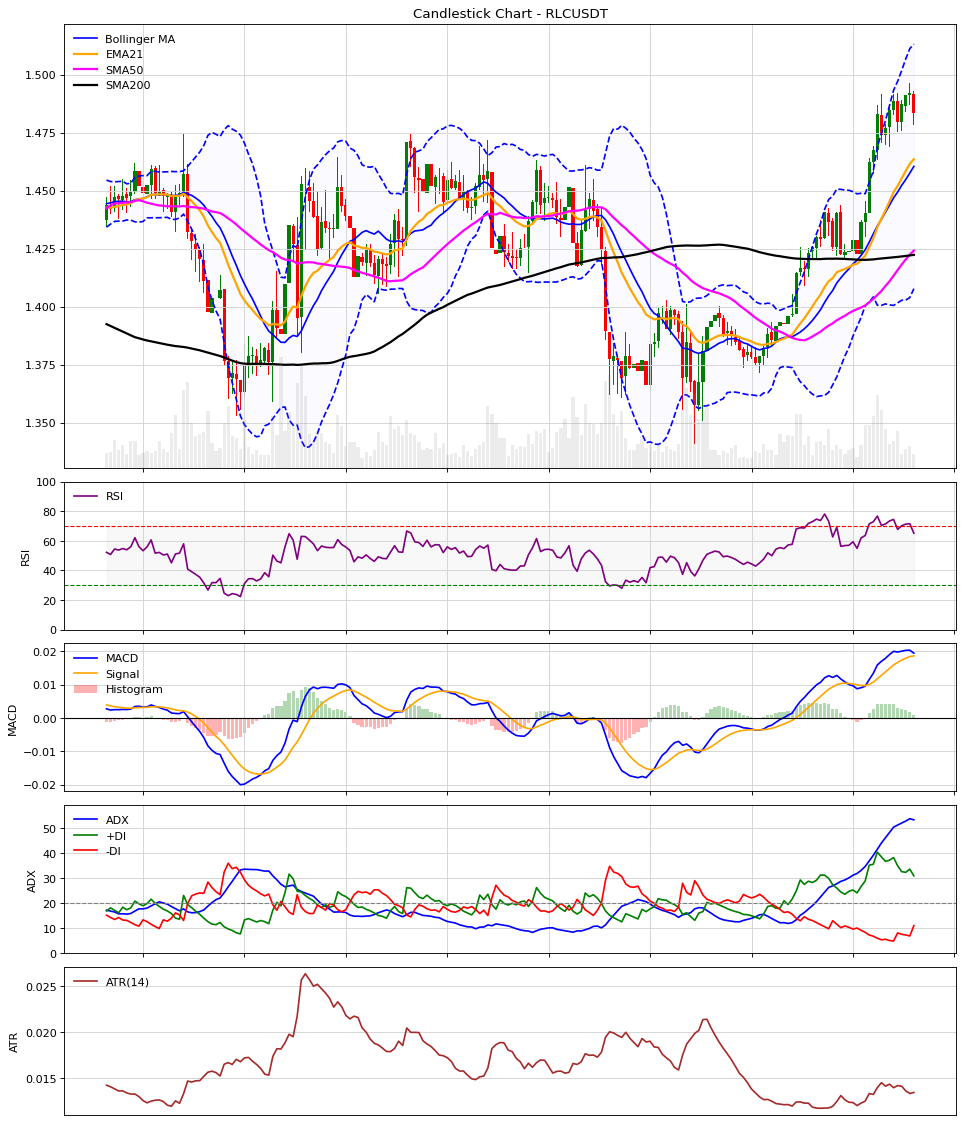 Candlestick Chart - RLCUSDT
Bollinger MA
EMA21
SMA50
SMA200
1.500
1.475
1.450
1.425
1.400
1.375
1.350
RSI
RSI
100
80
60
40
20
0
MACD
Signal
Histogram
MACD
0.02
0.01
0.00
−0.01
−0.02
ADX
+DI
-DI
ADX
50
40
30
20
10
0
ATR(14)
ATR
0.025
0.020
0.015